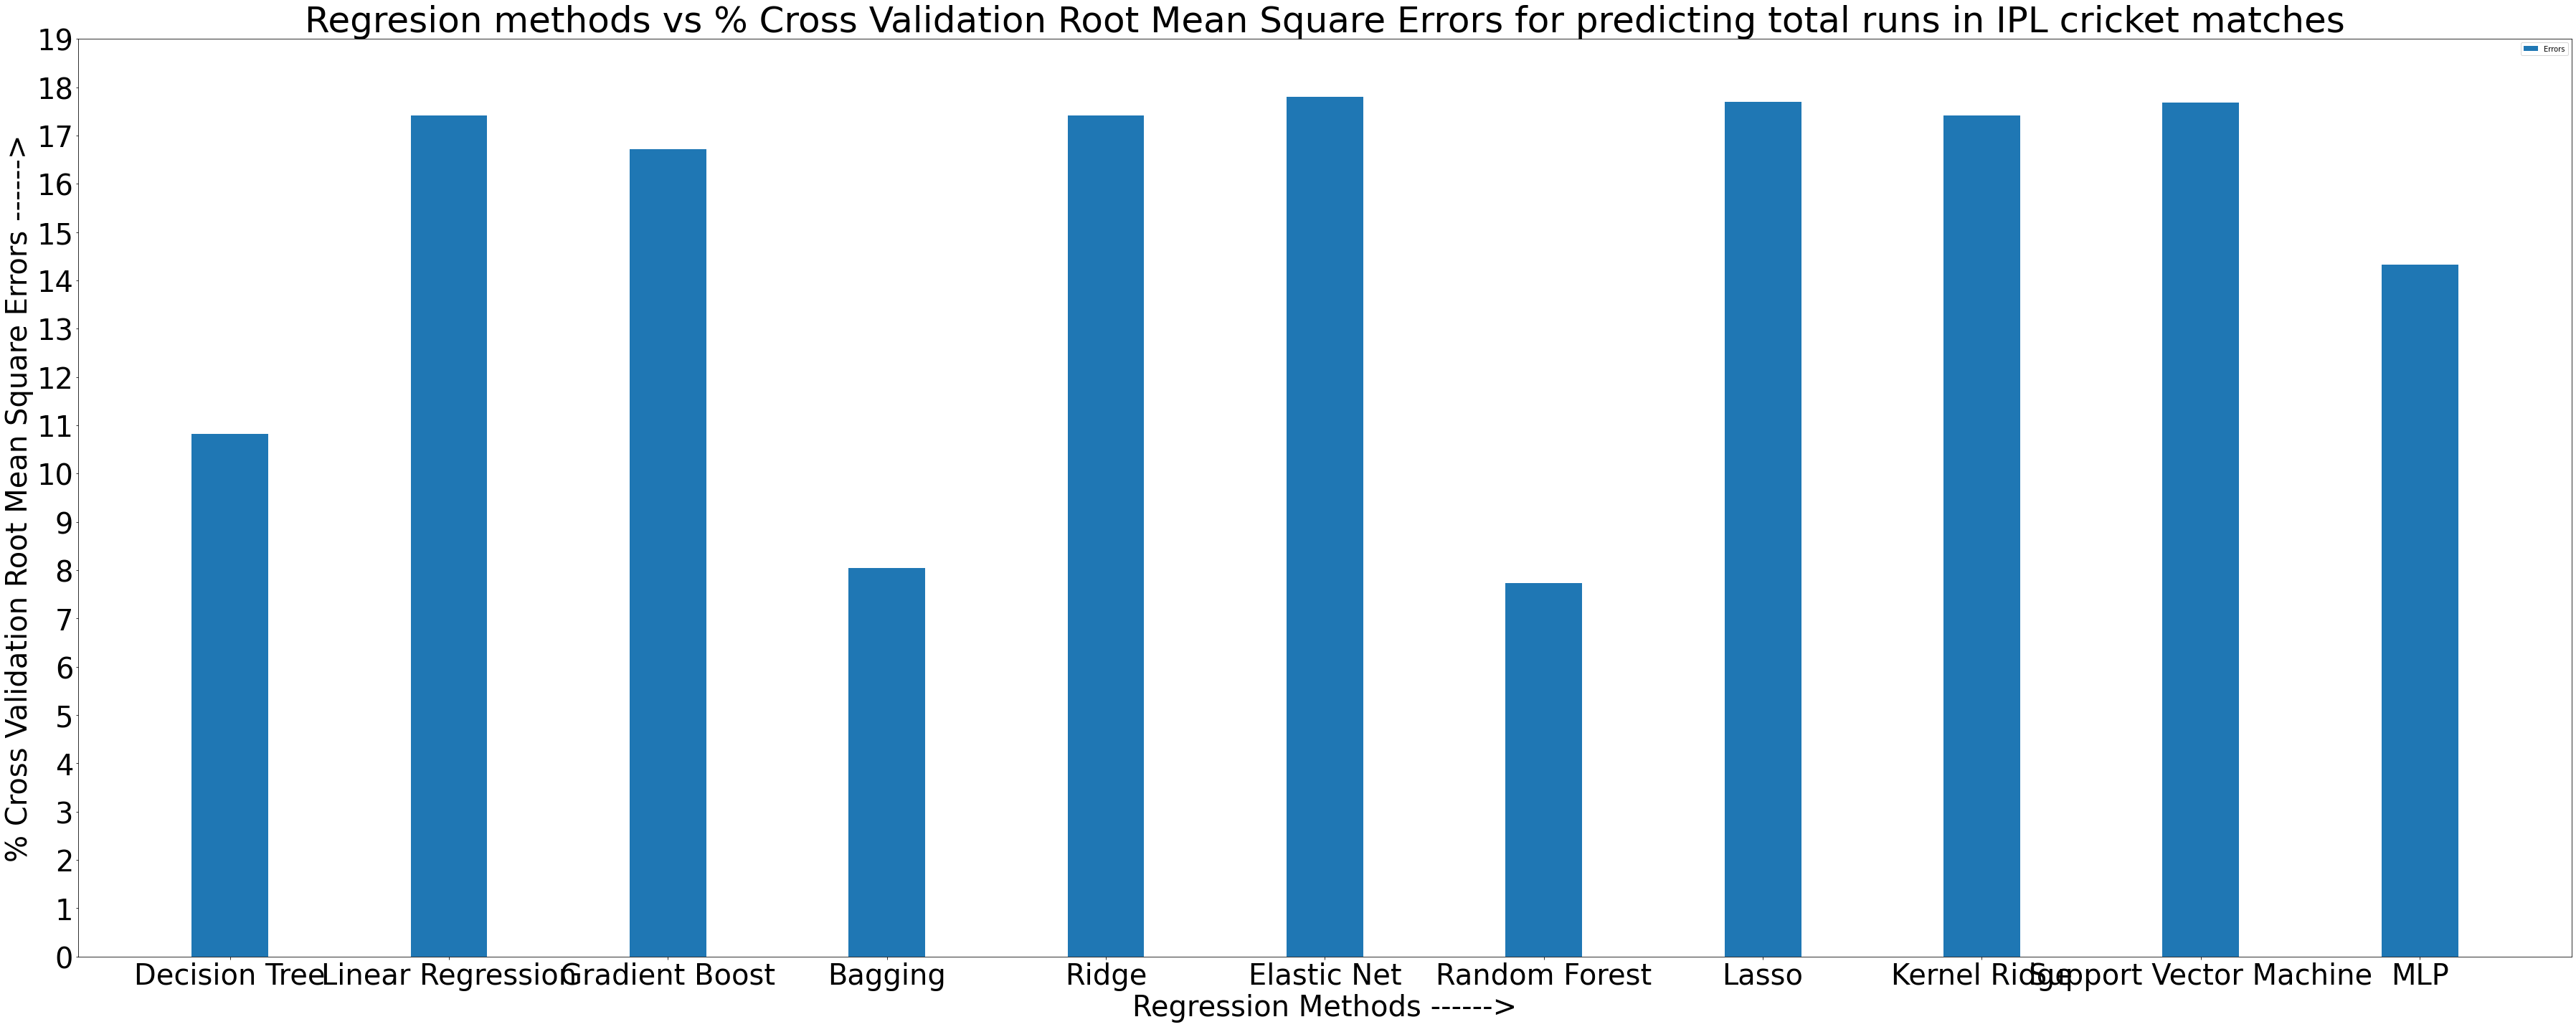 Regresion methods vs % Cross Validation Root Mean Square Errors for predicting total runs in IPL cricket matches
Errors
% Cross Validation Root Mean Square Errors ------>
19
18
17
16
15
14
13
12
11
10
9
8
7
6
5
4
3
2
1
0
Decision Tree
Linear Regression
Gradient Boost
Bagging
Ridge
Elastic Net
Random Forest
Lasso
Kernel Ridge
Support Vector Machine
MLP
Regression Methods ------>